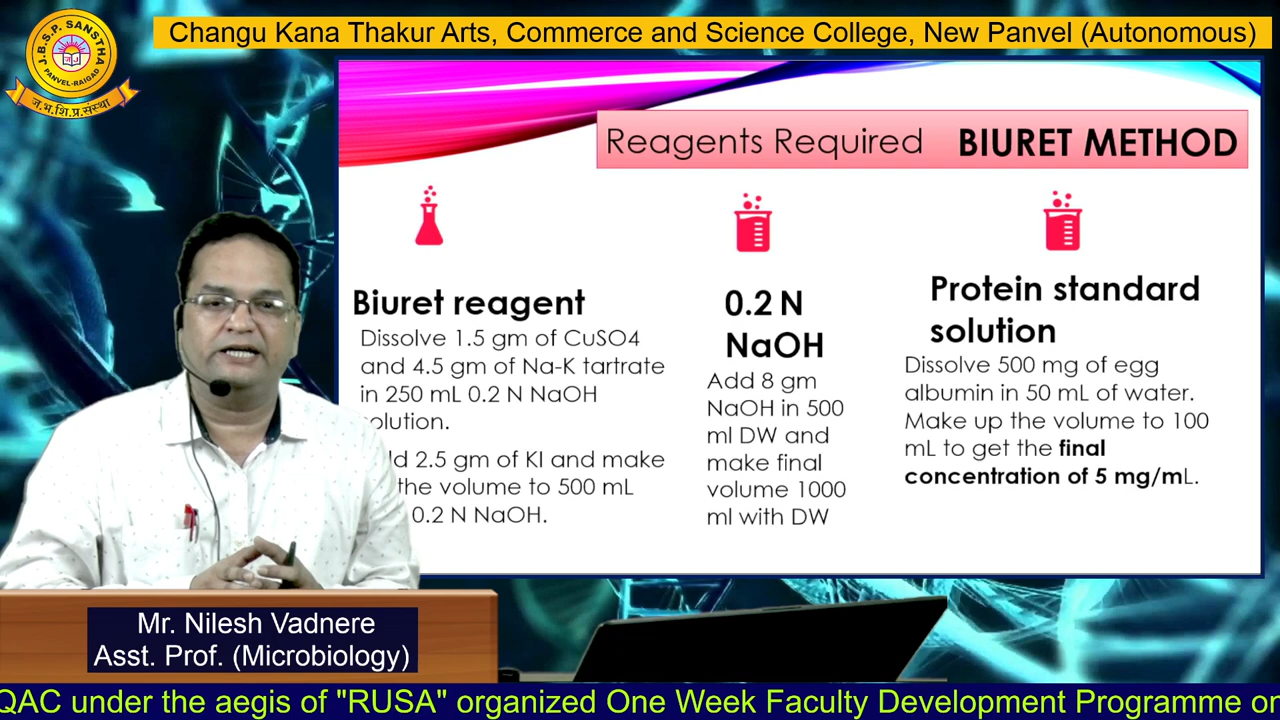 Changu Kana Thakur Arts, Commerce and Science College, New Panvel (Autonomous)
J.B.S.P. SANSTHA
PANVEL-RAIGAD
ज.भ.शि.प्र.संस्था
Reagents Required BIURET METHOD
Biuret reagent
Dissolve 1.5 gm of CuSO4
and 4.5 gm of Na-K tartrate
in 250 mL 0.2 N NaOH
olution.
d 2.5 gm of KI and make
the volume to 500 mL
0.2 N NaOH.
0.2 N
NaOH
Add 8 gm
NaOH in 500
ml DW and
make final
volume 1000
ml with DW
Protein standard
solution
Dissolve 500 mg of egg
albumin in 50 mL of water.
Make up the volume to 100
mL to get the final
concentration of 5 mg/mL.
Mr. Nilesh Vadnere
Asst. Prof. (Microbiology)
QAC under the aegis of "RUSA" organized One Week Faculty Development Programme on